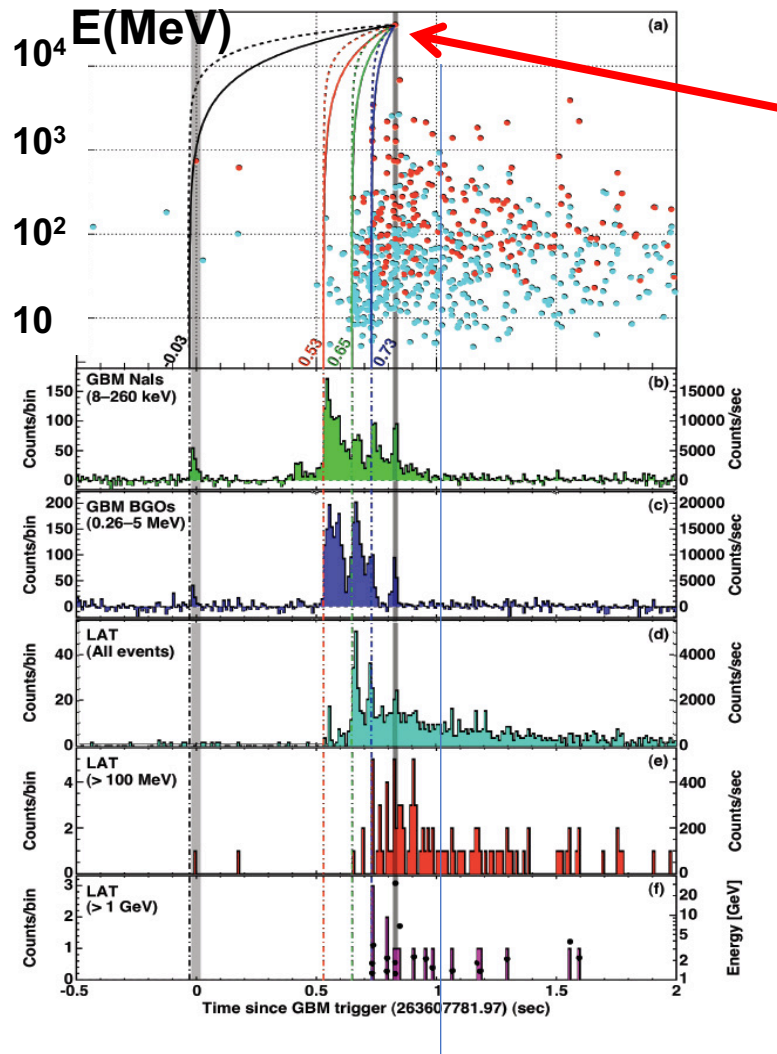 E(MeV)
(a)
10⁴
10³
10²
10
-0.03
0.53
0.65
0.73
GBM NaIs
(8–260 keV)
(b)
Counts/bin
150
100
50
0
15000
10000
5000
0
Counts/sec
GBM BGOs
(0.26–5 MeV)
(c)
Counts/bin
200
150
100
50
0
20000
15000
10000
5000
0
Counts/sec
LAT
(All events)
(d)
Counts/bin
40
20
0
4000
2000
0
Counts/sec
LAT
(> 100 MeV)
(e)
Counts/bin
4
2
0
400
200
0
Counts/sec
LAT
(> 1 GeV)
(f)
Counts/bin
3
2
1
0
20
10
5
2
1
Energy [GeV]
-0.5 0 0.5 1 1.5 2
Time since GBM trigger (263607781.97) (sec)